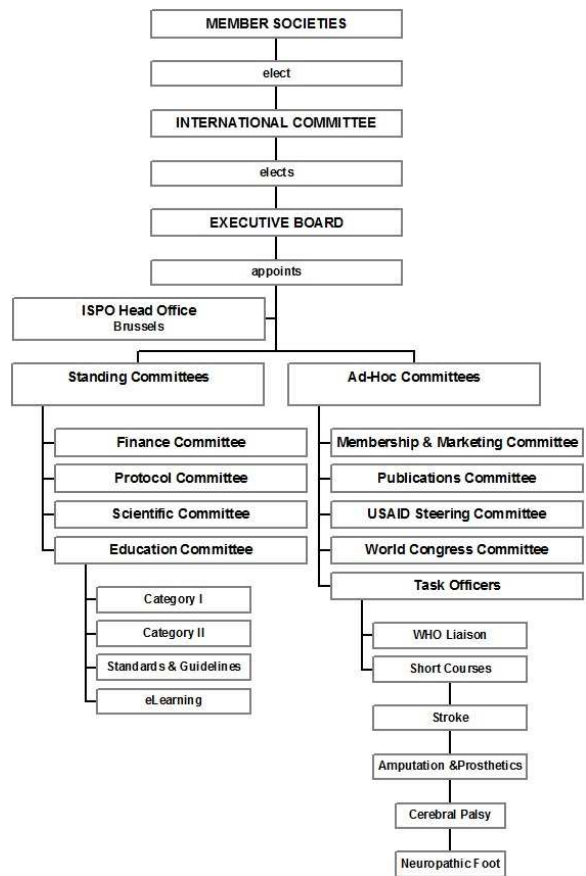 MEMBER SOCIETIES
elect
INTERNATIONAL COMMITTEE
elects
EXECUTIVE BOARD
appoints
ISPO Head Office
Brussels
Standing Committees
Finance Committee
Protocol Committee
Scientific Committee
Education Committee
Category I
Category II
Standards & Guidelines
eLearning
Ad-Hoc Committees
Membership & Marketing Committee
Publications Committee
USAID Steering Committee
World Congress Committee
Task Officers
WHO Liaison
Short Courses
Stroke
Amputation &Prosthetics
Cerebral Palsy
Neuropathic Foot